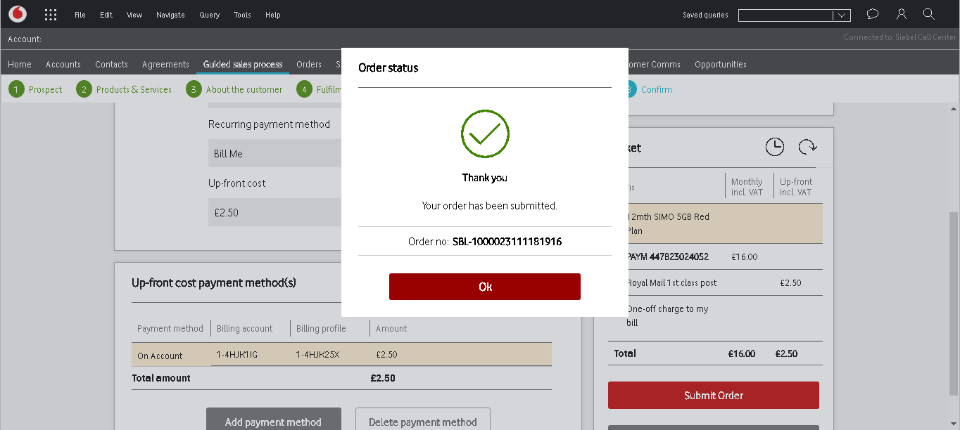 File Edit View Navigate Query Tools Help Saved queries
Account: Connected to: Siebel Call Center
Home Accounts Contacts Agreements Guided sales process Orders S omer Comms Opportunities
1 Prospect 2 Products & Services 3 About the customer 4 Fulfilm Confirm
Order status
Thank you
Your order has been submitted.
Order no: SBL-1000023111181916
Ok
Recurring payment method
Bill Me
Up-front cost
£2.50
Up-front cost payment method(s)
Payment method Billing account Billing profile Amount
On Account £2.50
Total amount £2.50
Add payment method Delete payment method
ket
Monthly incl. VAT
Up-front incl. VAT
12mth SIMO 5GB Red
Plan
PAYM 447823024052 £16.00
Royal Mail 1st class post £2.50
One-off charge to my
bill
Total £16.00 £2.50
Submit Order